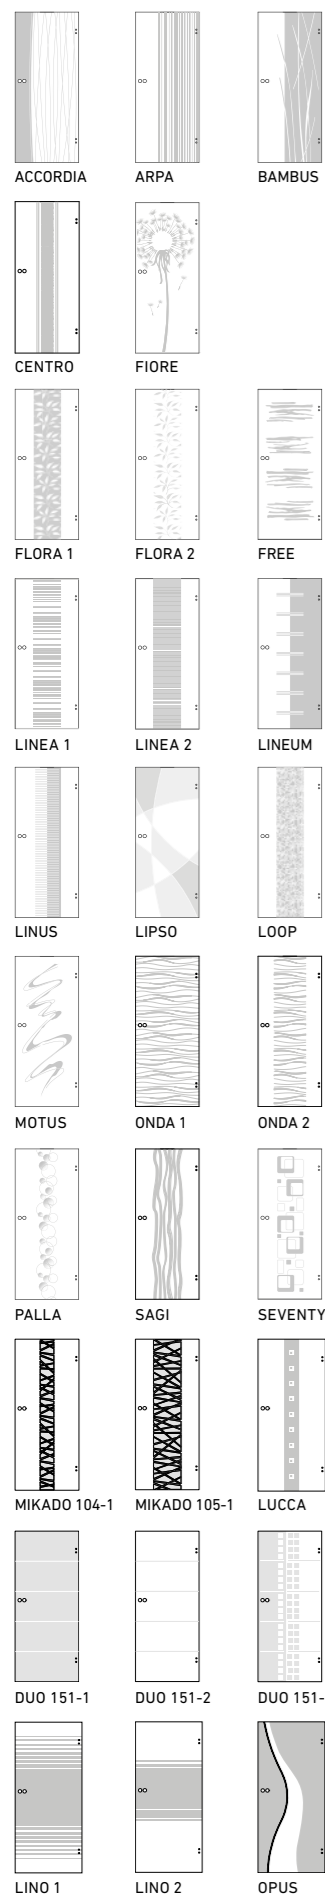 ACCORDIA ARPA BAMBUS
CENTRO FIORE
FLORA 1 FLORA 2 FREE
LINEA 1 LINEA 2 LINEUM
LINUS LIPSO LOOP
MOTUS ONDA 1 ONDA 2
PALLA SAGI SEVENTY
MIKADO 104-1 MIKADO 105-1 LUCCA
DUO 151-1 DUO 151-2 DUO 151-
LINO 1 LINO 2 OPUS